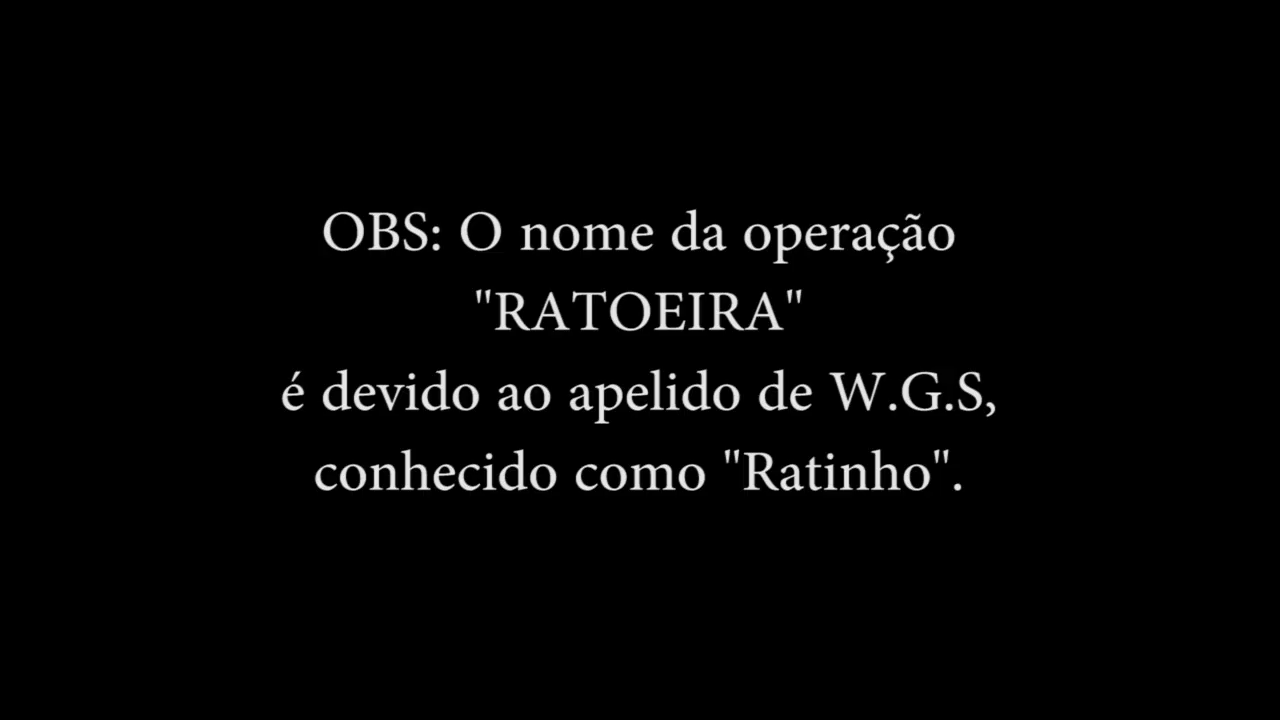 OBS: O nome da operação
"RATOEIRA"
é devido ao apelido de W.G.S,
conhecido como "Ratinho".